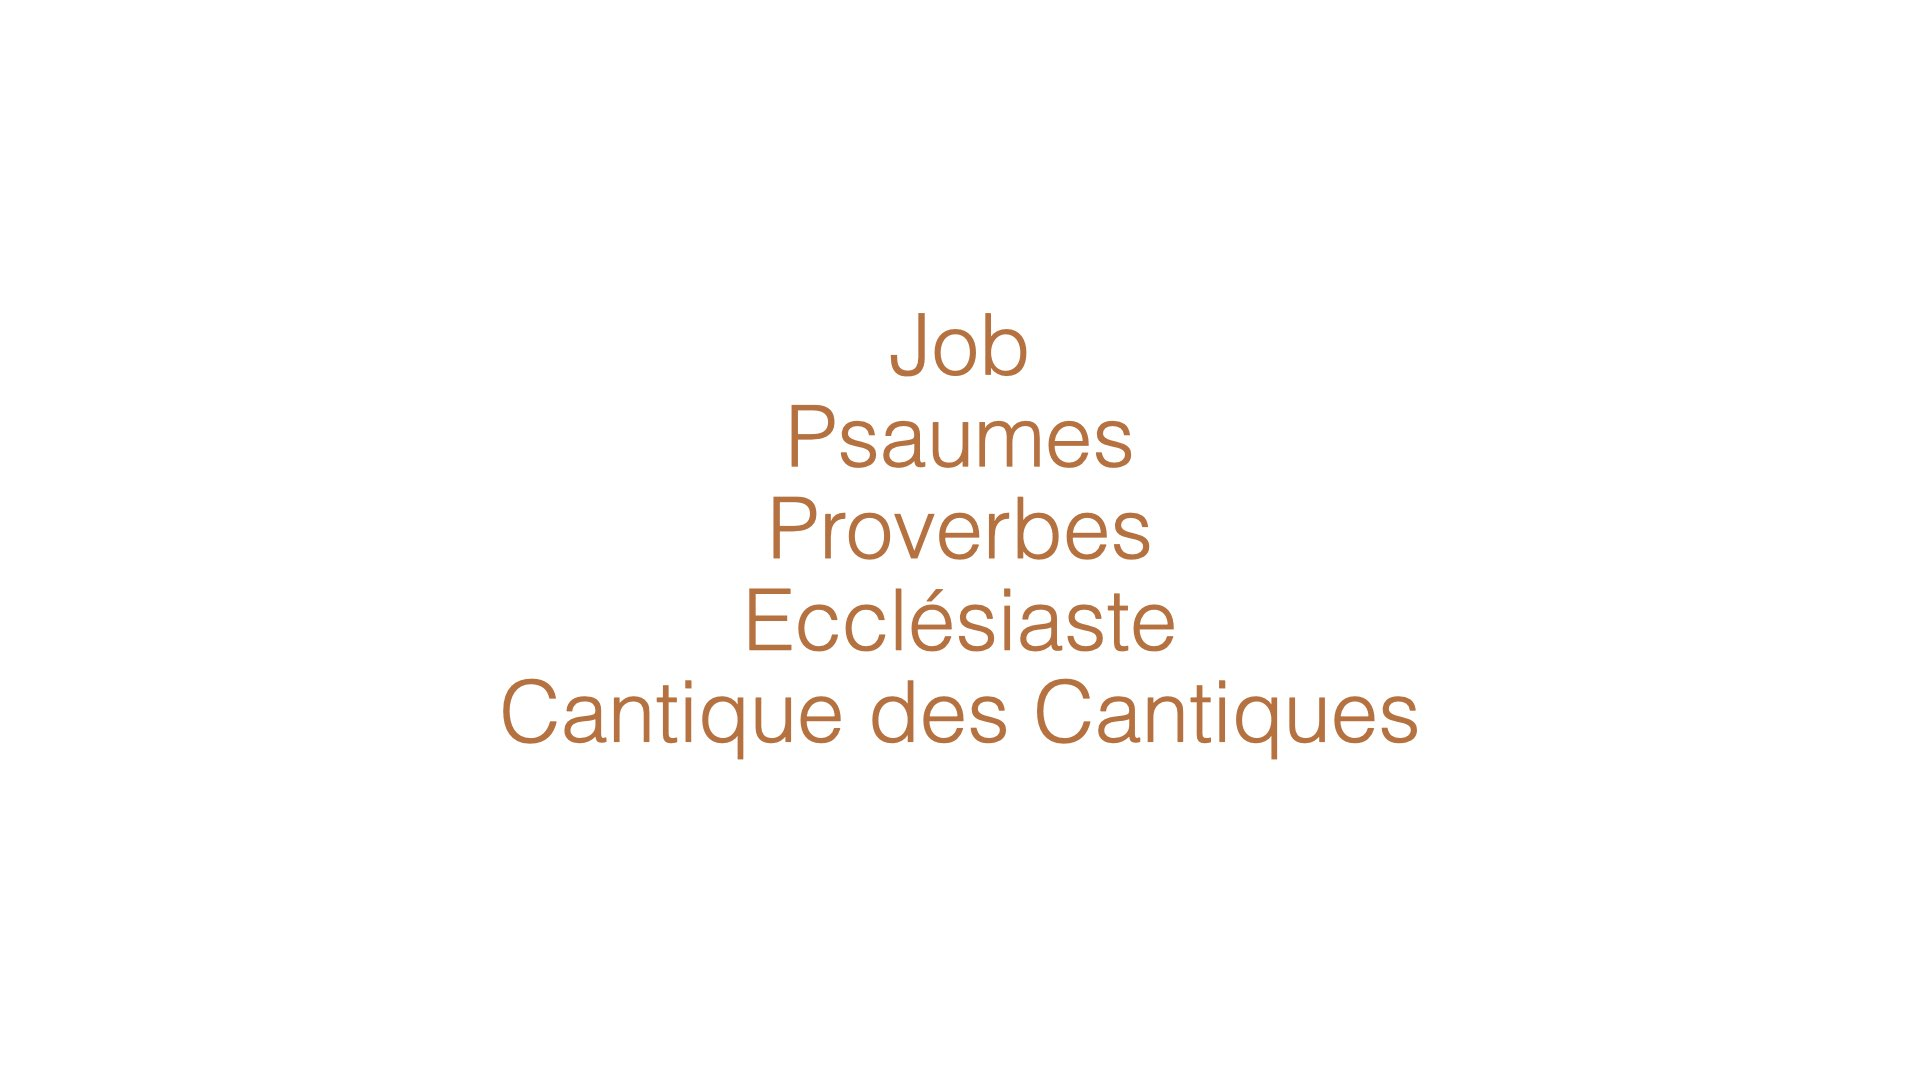 Job
Psaumes
Proverbes
Ecclésiaste
Cantique des Cantiques